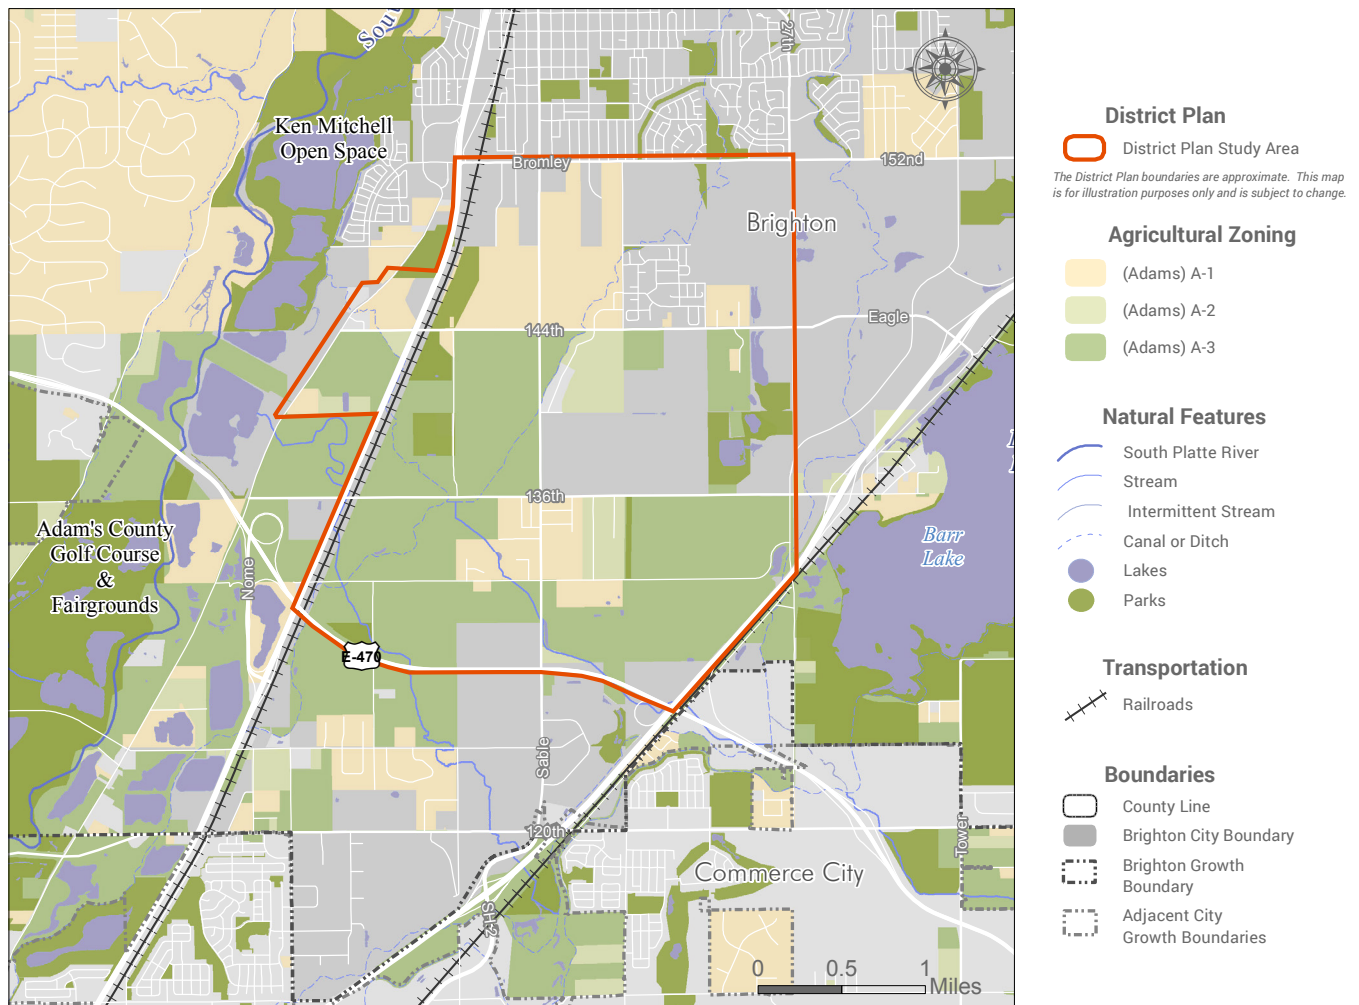 Sou
27th
Ken Mitchell
Open Space
Bromley
152nd
Brighton
144th
Eagle
136th
Adam's County
Golf Course
&
Fairgrounds
Nome
Barr
Lake
E-470
Sable
120th
Tower
Commerce City
SH-2
0 0.5 1
Miles
District Plan
District Plan Study Area
The District Plan boundaries are approximate. This map
is for illustration purposes only and is subject to change.
Agricultural Zoning
(Adams) A-1
(Adams) A-2
(Adams) A-3
Natural Features
South Platte River
Stream
Intermittent Stream
Canal or Ditch
Lakes
Parks
Transportation
Railroads
Boundaries
County Line
Brighton City Boundary
Brighton Growth
Boundary
Adjacent City
Growth Boundaries